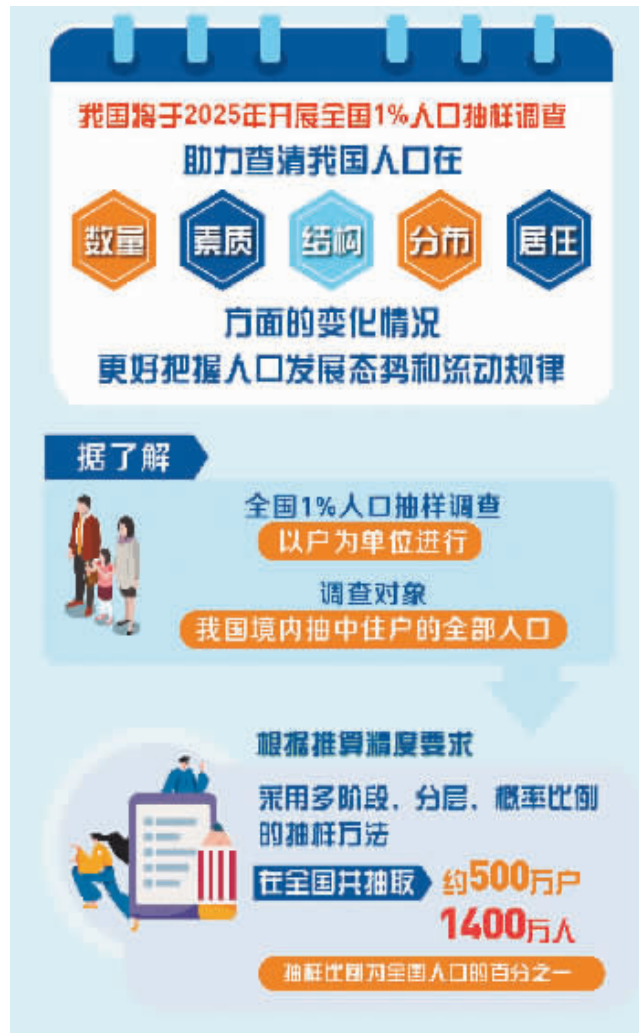 我国将于2025年开展全国1%人口抽样调查
助力查清我国人口在
数量 素质 结构 分布 居住
方面的变化情况
更好把握人口发展态势和流动规律
据了解
全国1%人口抽样调查
以户为单位进行
调查对象
我国境内抽中住户的全部人口
根据推算精度要求
采用多阶段、分层、概率比例
的抽样方法
在全国共抽取 约500万户
1400万人
抽样比例为全国人口的百分之一